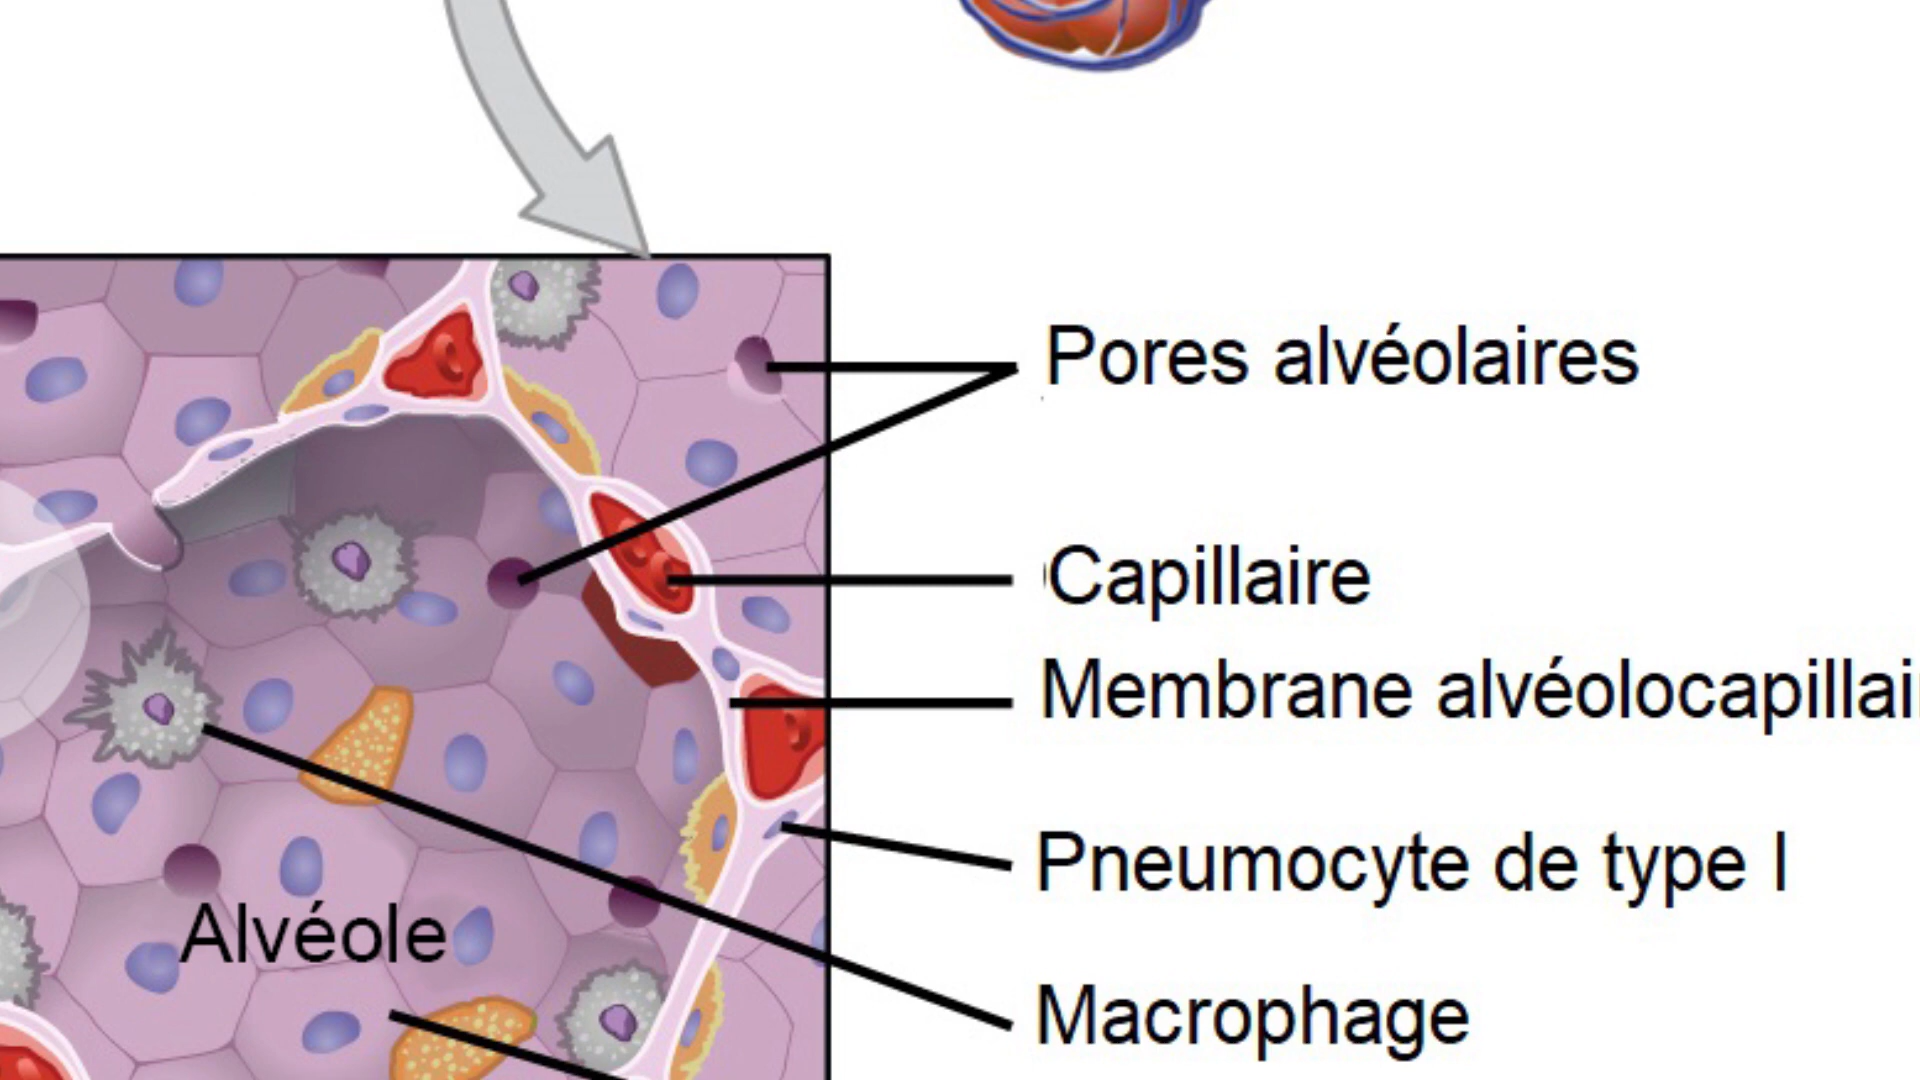 Pores alvéolaires
Capillaire
Membrane alvéolocapillai
Pneumocyte de type I
Alvéole
Macrophage